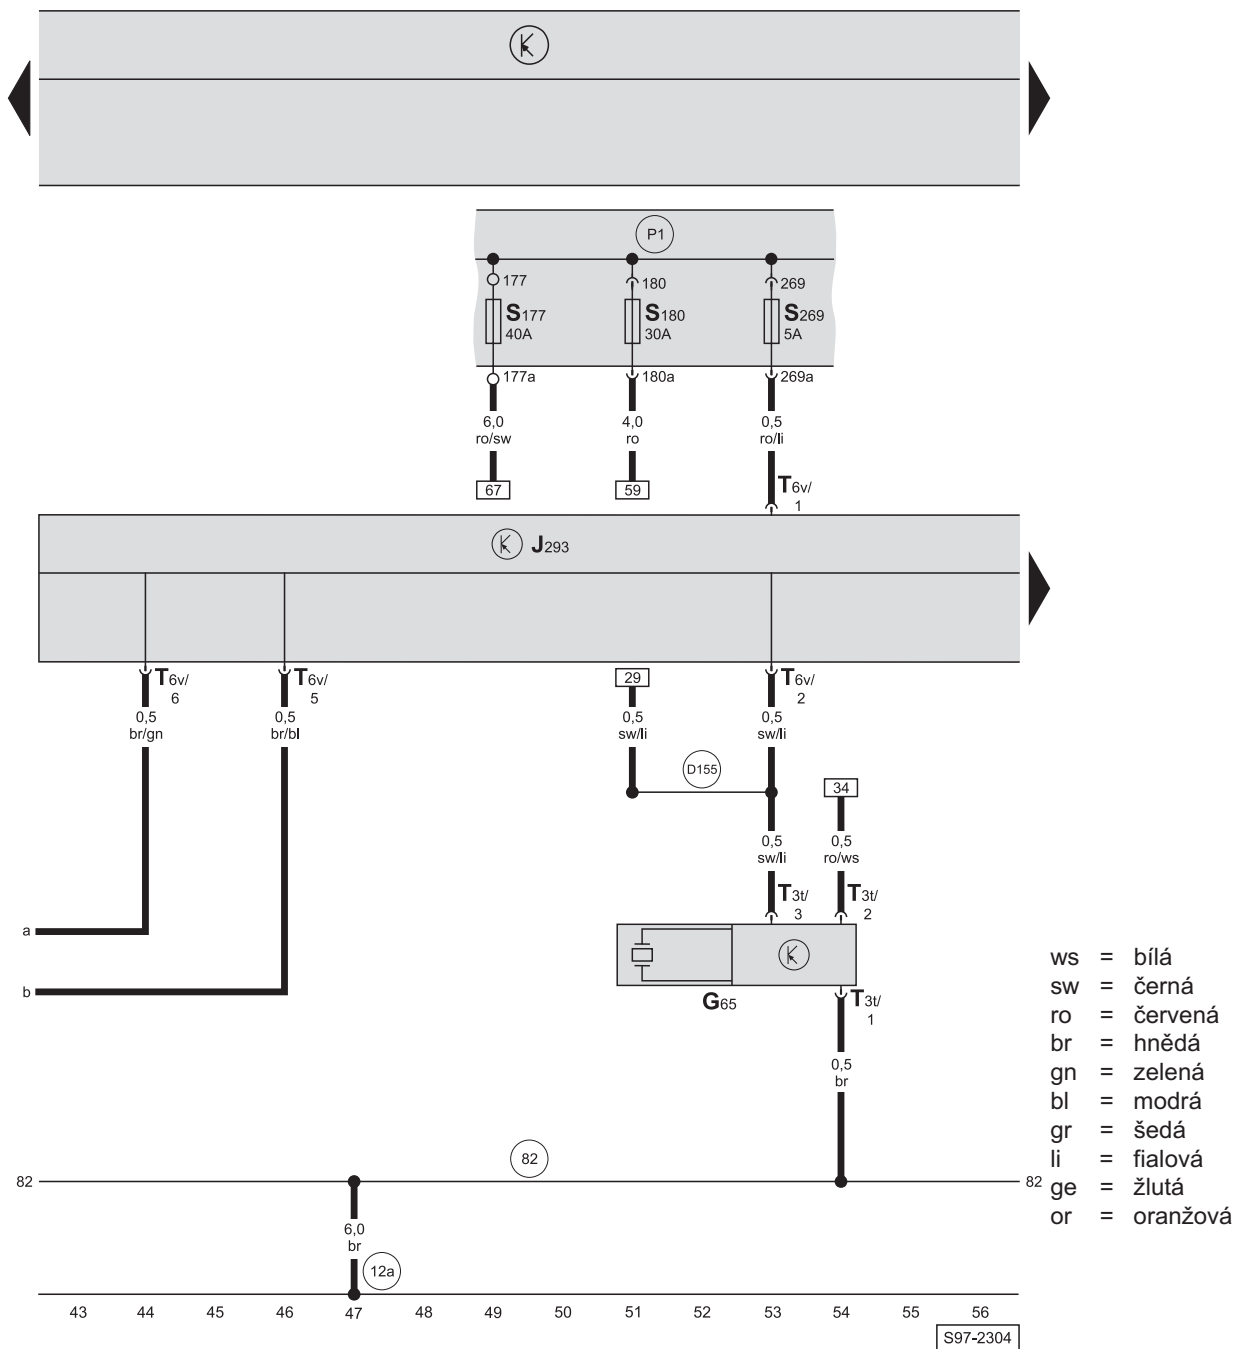 P1
177
180
269
S177
S180
S269
40A
30A
5A
177a
180a
269a
6,0
ro/sw
4,0
ro
0,5
ro/li
67
59
T6v/
1
J293
T6v/
6
T6v/
5
29
T6v/
2
0,5
br/gn
0,5
br/bl
0,5
sw/li
0,5
sw/li
D155
34
0,5
sw/li
0,5
ro/ws
T3t/
3
T3t/
2
a
b
G65
T3t/
1
0,5
br
ws = bílá
sw = černá
ro = červená
br = hnědá
gn = zelená
bl = modrá
gr = šedá
li = fialová
ge = žlutá
or = oranžová
82
82
82
6,0
br
12a
43 44 45 46 47 48 49 50 51 52 53 54 55 56
S97-2304